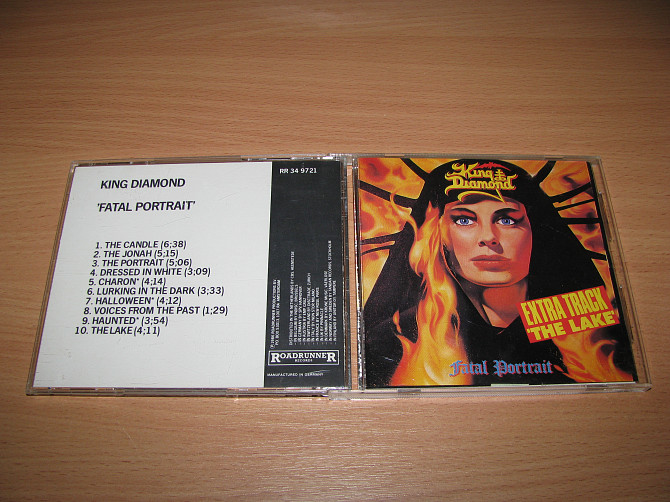 KING DIAMOND
'FATAL PORTRAIT'
1. THE CANDLE (6;38)
2. THE JONAH (5;15)
3. THE PORTRAIT (5;06)
4. DRESSED IN WHITE (3;09)
5. CHARON* (4;14)
6. LURKING IN THE DARK (3;33)
7. HALLOWEEN* (4;12)
8. VOICES FROM THE PAST (1;29)
9. HAUNTED* (3;54)
10. THE LAKE (4;11)
RR 34 9721
ROADRUNNER
RECORDS
MANUFACTURED IN GERMANY
King
Diamond
EXTRA TRACK
'THE LAKE'
Fatal Portrait